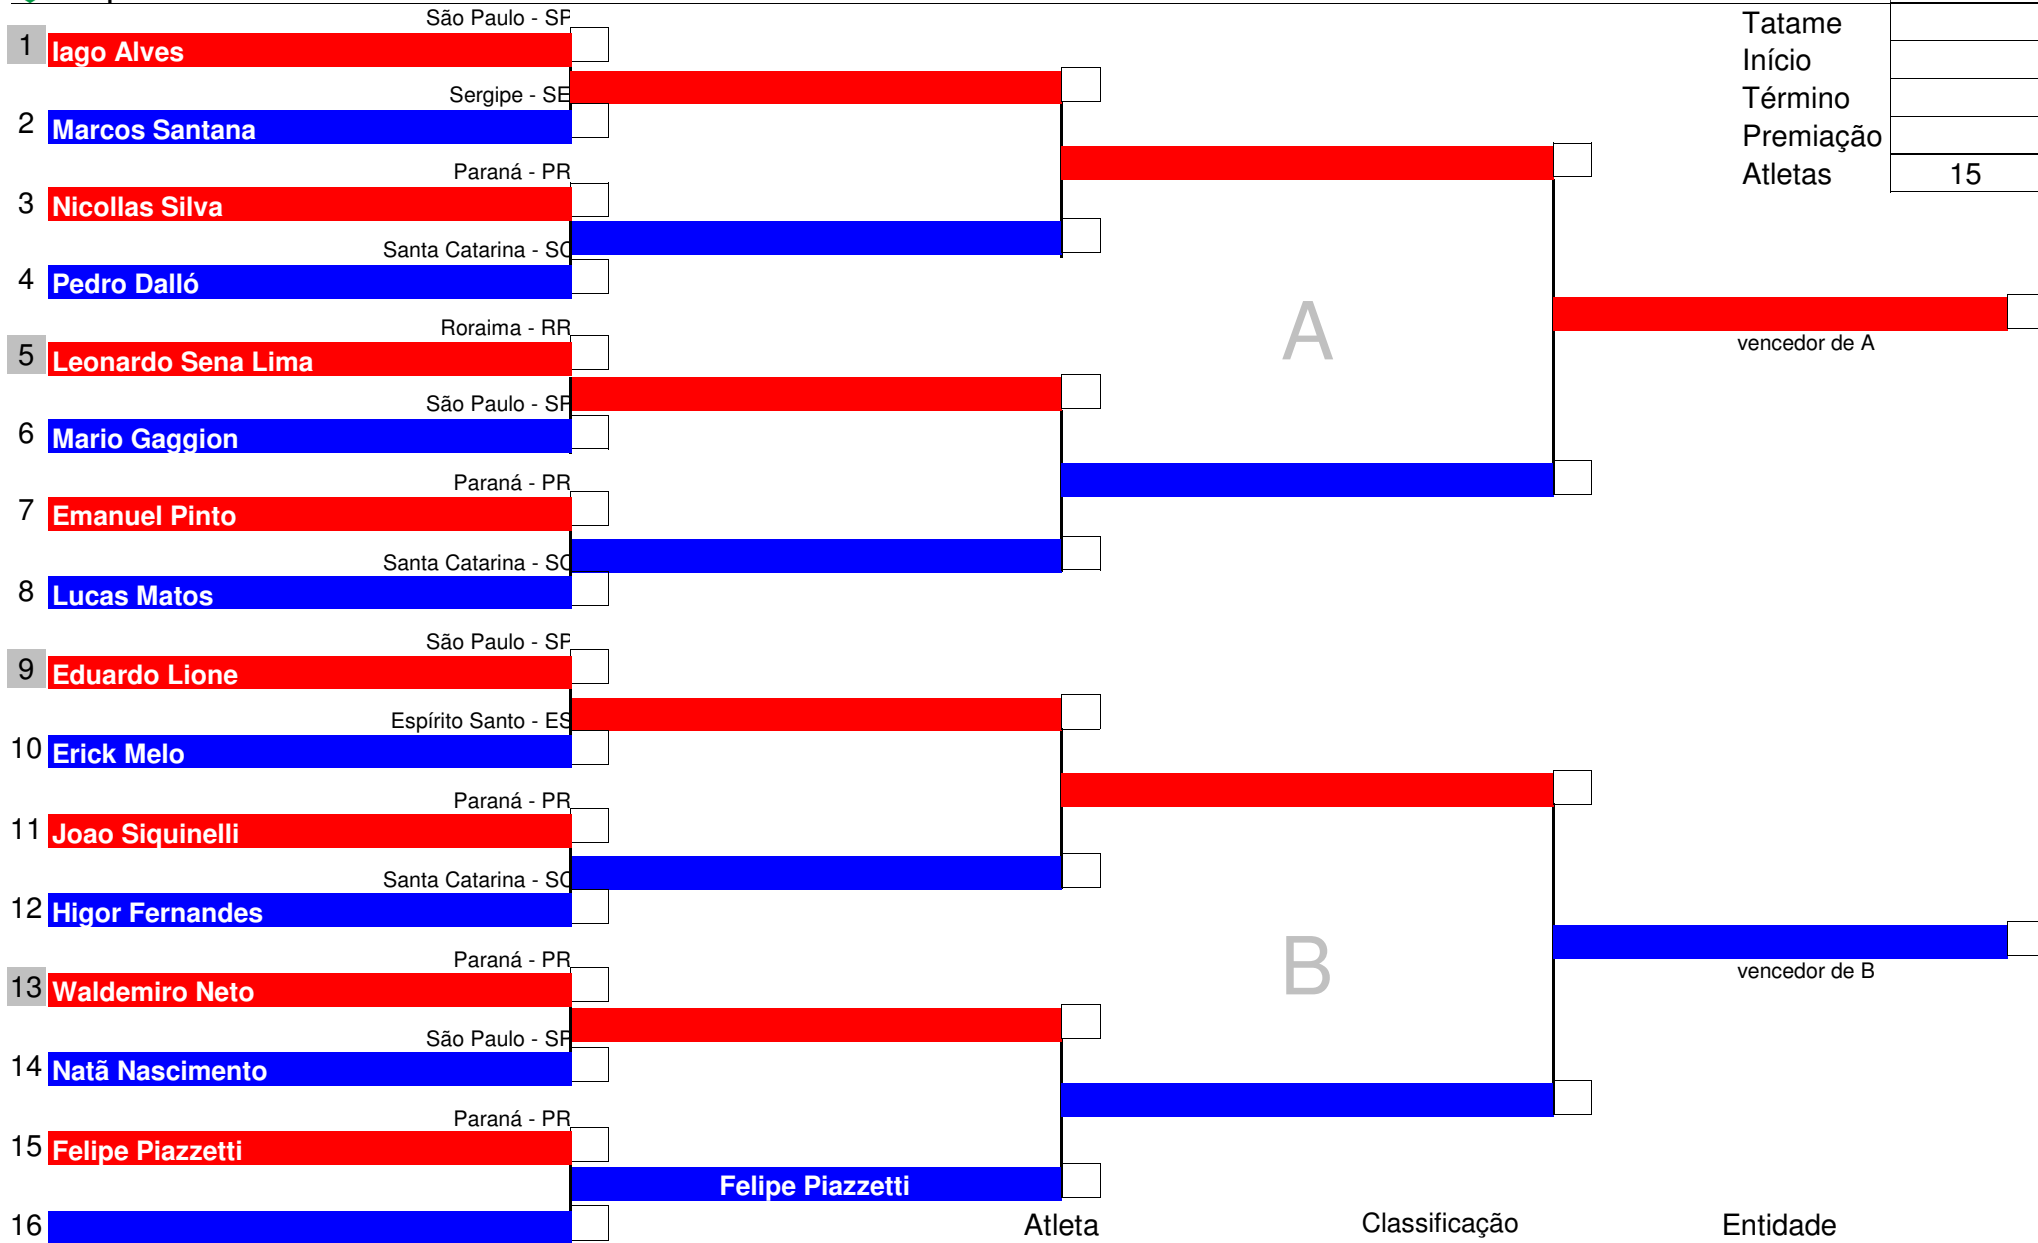 São Paulo - SP
1 Iago Alves
Sergipe - SE
2 Marcos Santana
Paraná - PR
3 Nicollas Silva
Santa Catarina - SC
4 Pedro Dalló
Roraima - RR
5 Leonardo Sena Lima
São Paulo - SP
6 Mario Gaggion
Paraná - PR
7 Emanuel Pinto
Santa Catarina - SC
8 Lucas Matos
São Paulo - SP
9 Eduardo Lione
Espírito Santo - ES
10 Erick Melo
Paraná - PR
11 Joao Siquinelli
Santa Catarina - SC
12 Higor Fernandes
Paraná - PR
13 Waldemiro Neto
São Paulo - SP
14 Natã Nascimento
Paraná - PR
15 Felipe Piazzetti
16
Felipe Piazzetti
A
B
vencedor de A
vencedor de B
Tatame
Início
Término
Premiação
Atletas 15
Atleta Classificação Entidade